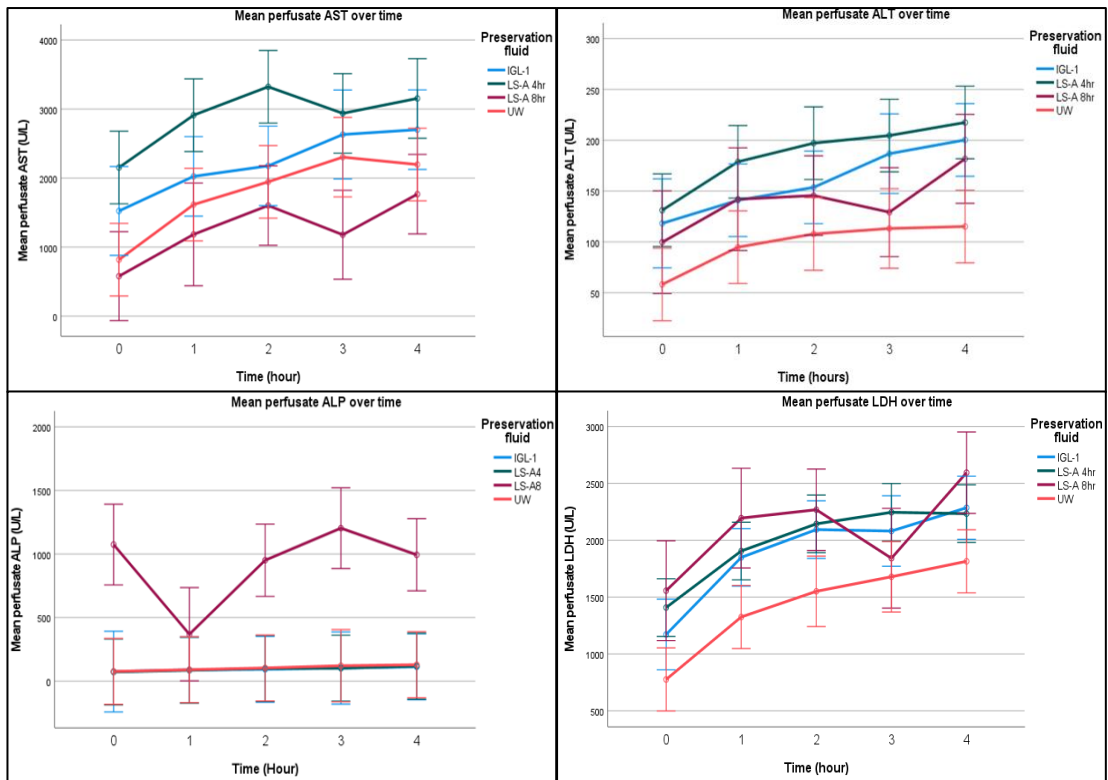 Mean perfusate AST over time
Mean perfusate AST (U/L)
4000
3000
2000
1000
0
0 1 2 3 4
Time (hour)
Preservation
fluid
IGL-1
LS-A 4hr
LS-A 8hr
UW
Mean perfusate ALT over time
Mean perfusate ALT (U/L)
300
250
200
150
100
50
0 1 2 3 4
Time (hours)
Preservation
fluid
IGL-1
LS-A 4hr
LS-A 8hr
UW
Mean perfusate ALP over time
Mean perfusate ALP (U/L)
2000
1500
1000
500
0
0 1 2 3 4
Time (Hour)
Preservation
fluid
IGL-1
LS-A4
LS-A8
UW
Mean perfusate LDH over time
Mean perfusate LDH (U/L)
3000
2500
2000
1500
1000
500
0 1 2 3 4
Time (hour)
Preservation
fluid
IGL-1
LS-A 4hr
LS-A 8hr
UW